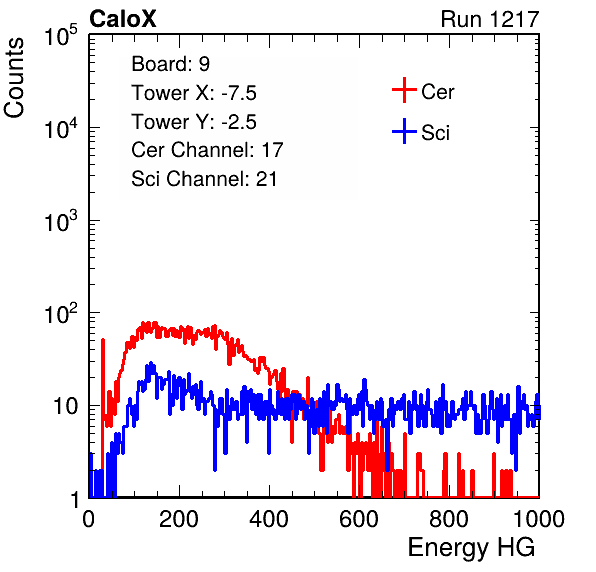 CaloX Run 1217
Counts
10^5
10^4
10^3
10^2
10
1
Board: 9
Tower X: -7.5
Tower Y: -2.5
Cer Channel: 17
Sci Channel: 21
Cer
Sci
0 200 400 600 800 1000
Energy HG